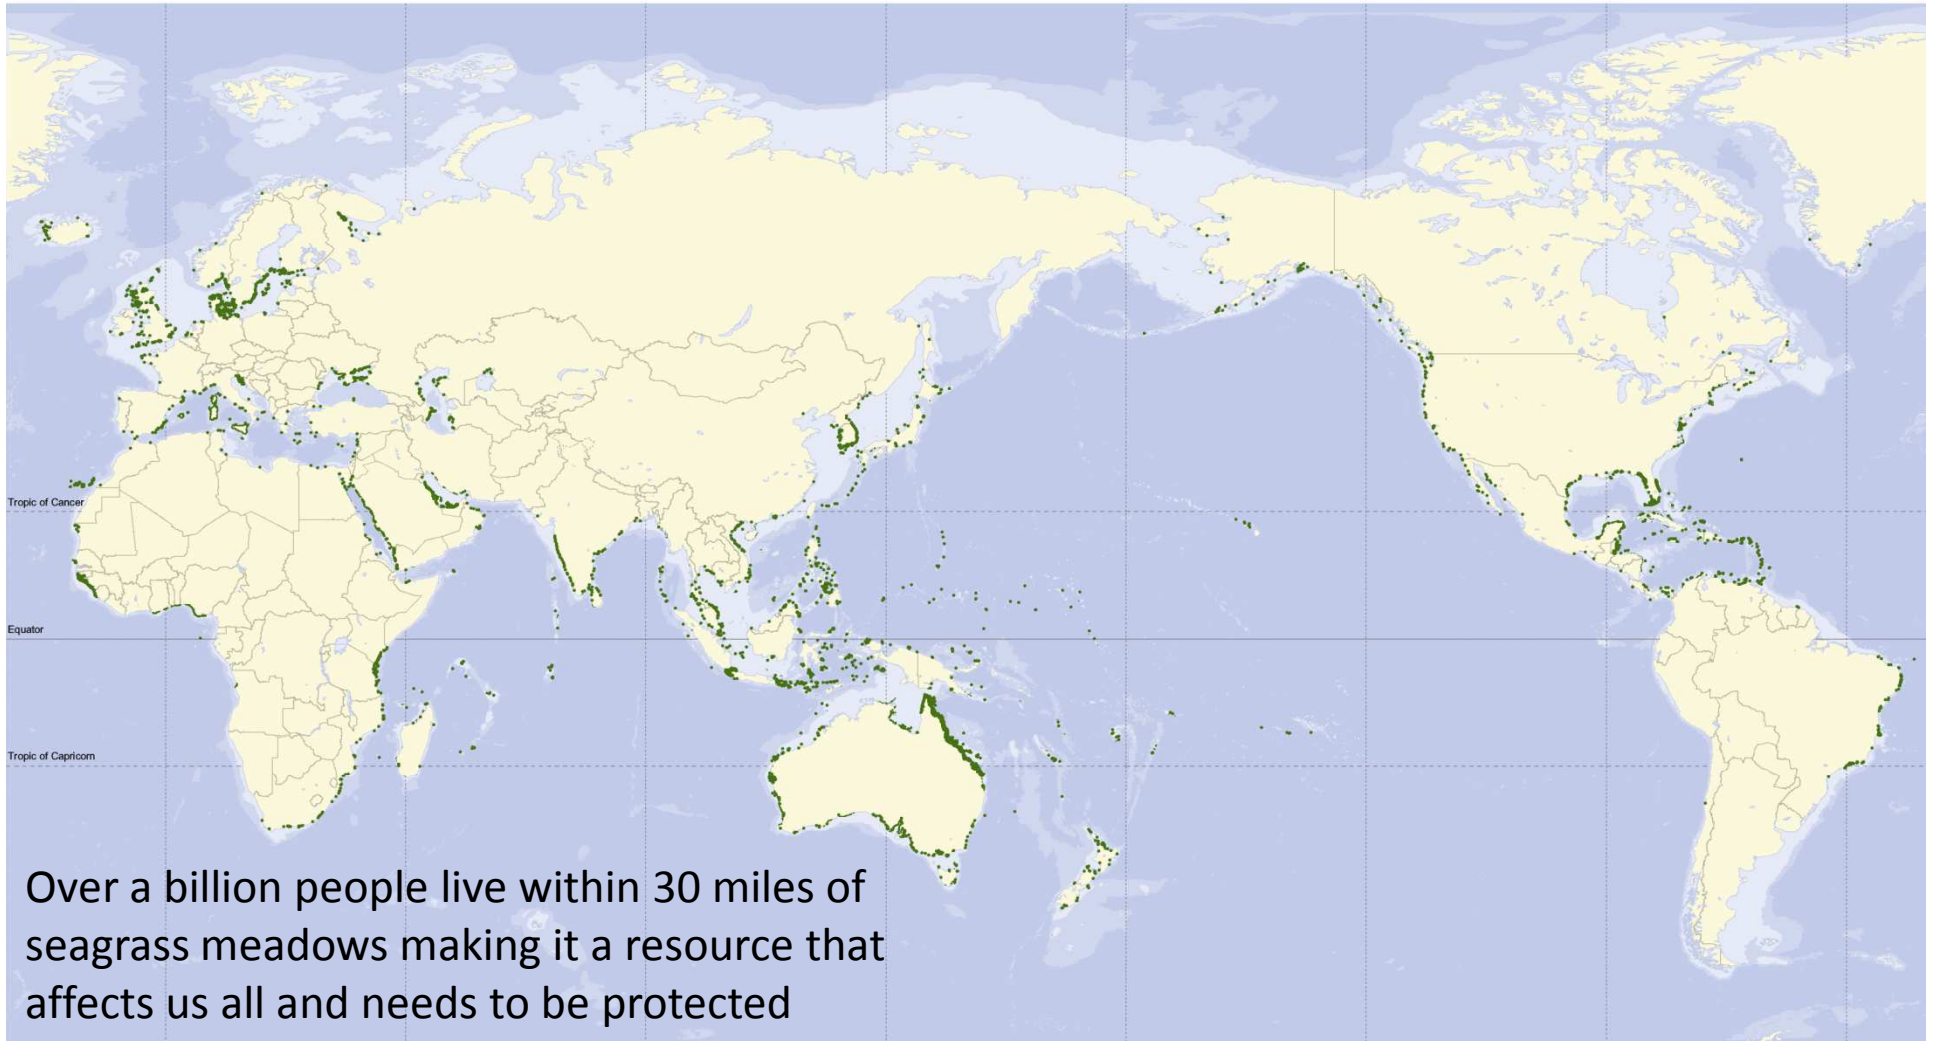 Tropic of Cancer
Equator
Tropic of Capricorn
Over a billion people live within 30 miles of
seagrass meadows making it a resource that
affects us all and needs to be protected